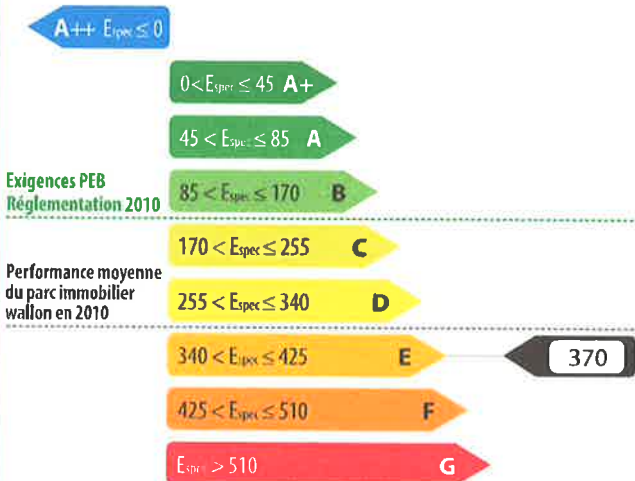 A++ Espec ≤ 0
0 < Espec ≤ 45 A+
45 < Espec ≤ 85 A
Exigences PEB
Réglementation 2010
85 < Espec ≤ 170 B
170 < Espec ≤ 255 C
Performance moyenne
du parc immobilier
wallon en 2010
255 < Espec ≤ 340 D
340 < Espec ≤ 425 E
370
425 < Espec ≤ 510 F
Espec > 510 G